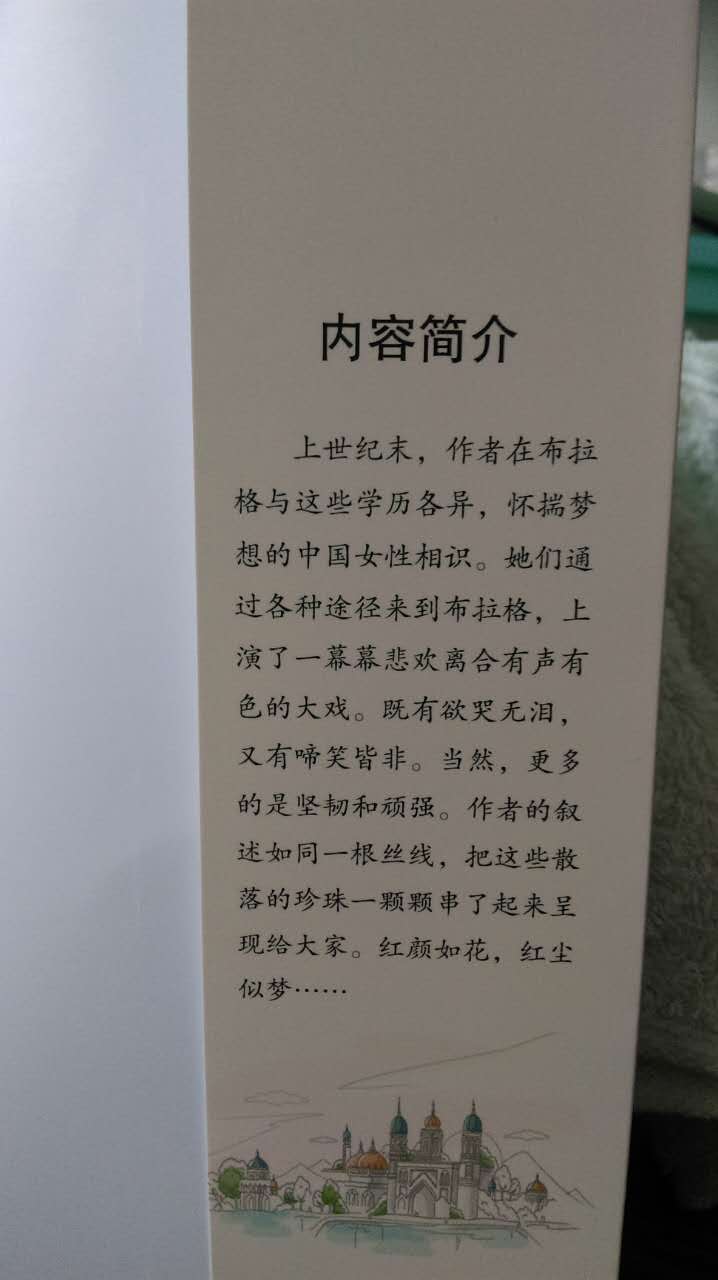 内容简介
上世纪末，作者在布拉
格与这些学历各异，怀揣梦
想的中国女性相识。她们通
过各种途径来到布拉格，上
演了一幕幕悲欢离合有声有
色的大戏。既有欲哭无泪，
又有啼笑皆非。当然，更多
的是坚韧和顽强。作者的叙
述如同一根丝线，把这些散
落的珍珠一颗颗串了起来呈
现给大家。红颜如花，红尘
似梦……